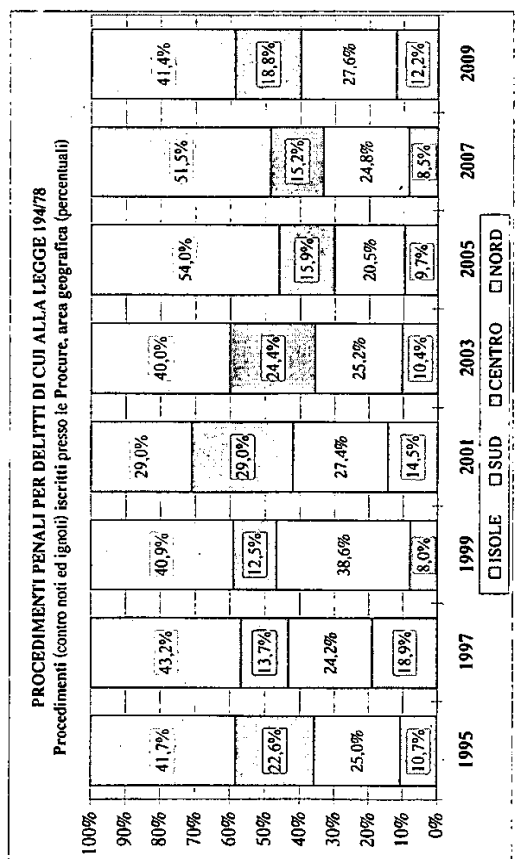 PROCEDIMENTI PENALI PER DELITTI DI CUI ALLA LEGGE 194/78
Procedimenti (contro noti ed ignoti) iscritti presso le Procure, area geografica (percentuali)
100%
90%
80%
70%
60%
50%
40%
30%
20%
10%
0%
41,7% 43,2% 40,9% 29,0% 40,0% 54,0% 51,5% 41,4%
22,6% 13,7% 12,5% 29,0% 24,4% 15,9% 15,2% 18,8%
25,0% 24,2% 38,6% 27,4% 25,2% 20,5% 24,8% 27,6%
10,7% 18,9% 8,0% 14,5% 10,4% 9,7% 8,5% 12,2%
1995 1997 1999 2001 2003 2005 2007 2009
ISOLE SUD CENTRO NORD